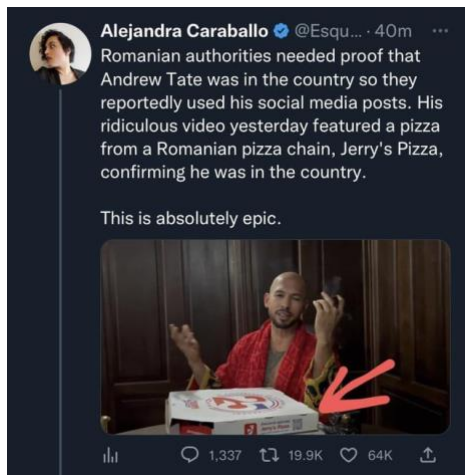 Alejandra Caraballo @Esqu... · 40m ···
Romanian authorities needed proof that
Andrew Tate was in the country so they
reportedly used his social media posts. His
ridiculous video yesterday featured a pizza
from a Romanian pizza chain, Jerry's Pizza,
confirming he was in the country.
This is absolutely epic.
Jerry's Pizza
1,337 19.9K 64K